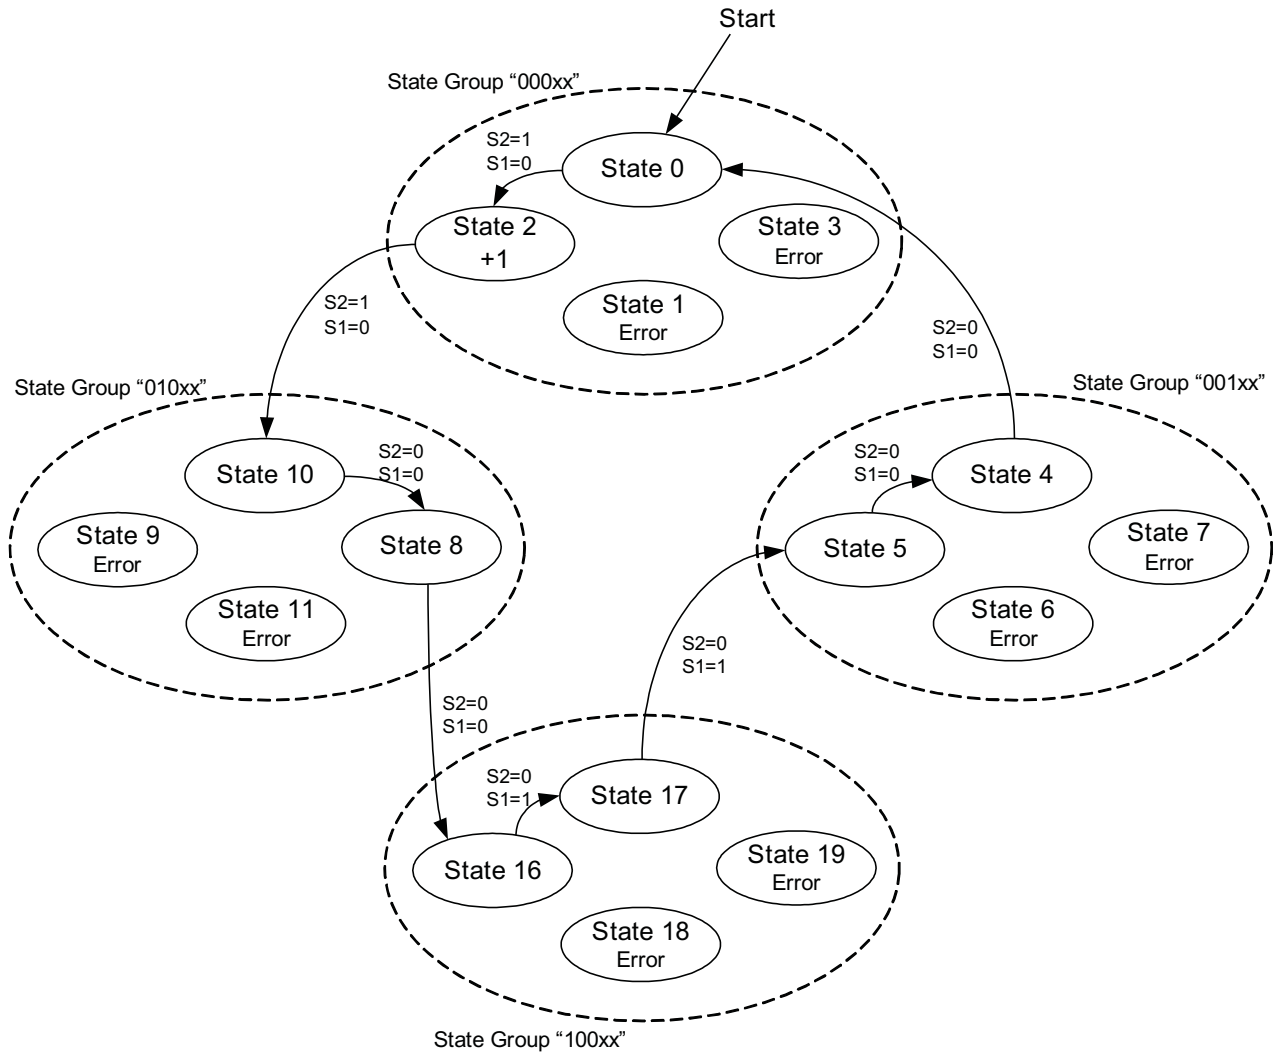 Start
State Group “000xx”
S2=1
S1=0
State 0
State 2
+1
State 3
Error
State 1
Error
S2=1
S1=0
S2=0
S1=0
State Group “010xx”
State Group “001xx”
State 10
S2=0
S1=0
State 9
Error
State 8
State 11
Error
S2=0
S1=0
State 4
State 5
State 7
Error
State 6
Error
S2=0
S1=1
S2=0
S1=0
S2=0
S1=1
State 17
State 16
State 19
Error
State 18
Error
State Group “100xx”